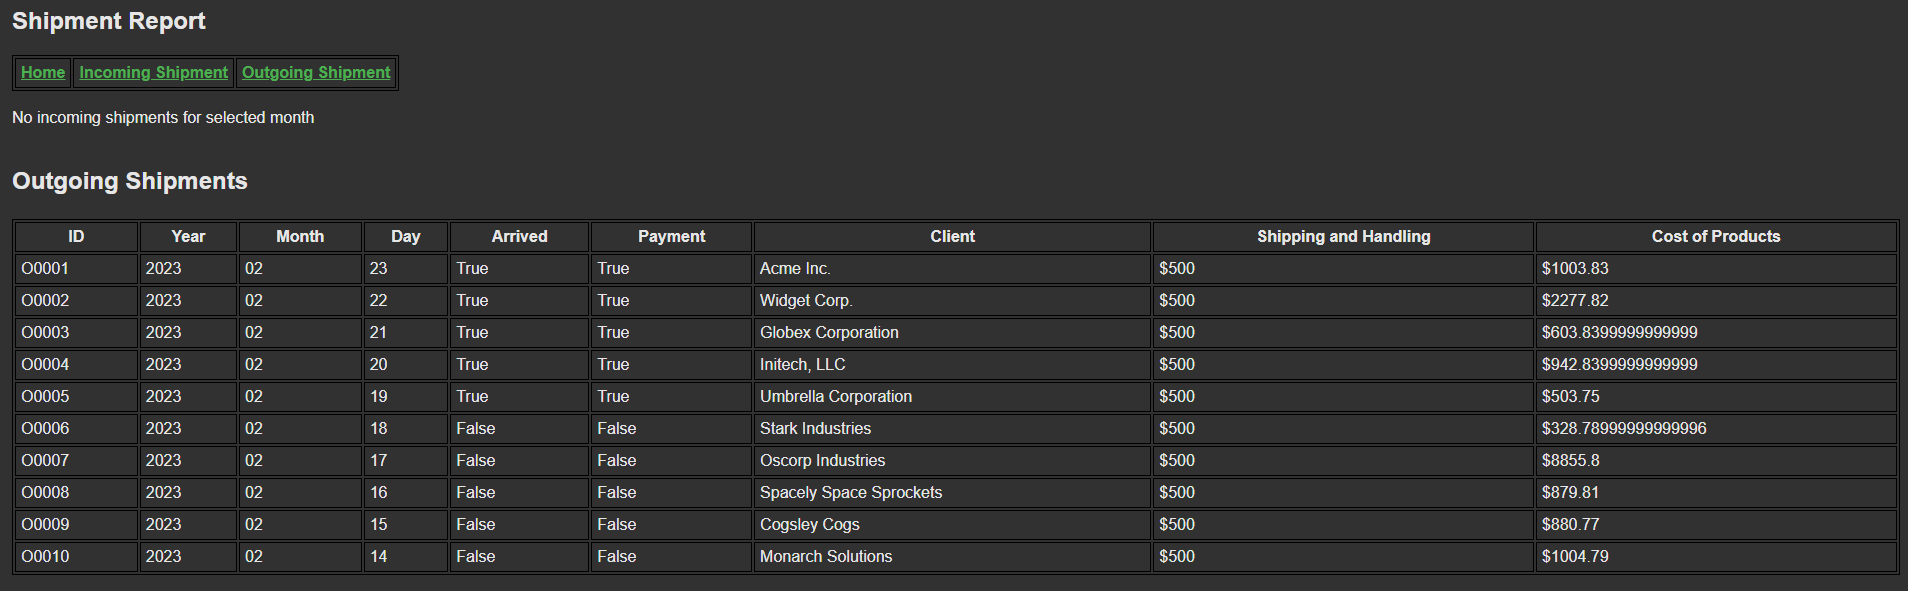 Shipment Report
Home Incoming Shipment Outgoing Shipment
No incoming shipments for selected month
Outgoing Shipments
ID Year Month Day Arrived Payment Client Shipping and Handling Cost of Products
O0001 2023 02 23 True True Acme Inc. $500 $1003.83
O0002 2023 02 22 True True Widget Corp. $500 $2277.82
O0003 2023 02 21 True True Globex Corporation $500 $603.8399999999999
O0004 2023 02 20 True True Initech, LLC $500 $942.8399999999999
O0005 2023 02 19 True True Umbrella Corporation $500 $503.75
O0006 2023 02 18 False False Stark Industries $500 $328.78999999999996
O0007 2023 02 17 False False Oscorp Industries $500 $8855.8
O0008 2023 02 16 False False Spacely Space Sprockets $500 $879.81
O0009 2023 02 15 False False Cogsley Cogs $500 $880.77
O0010 2023 02 14 False False Monarch Solutions $500 $1004.79